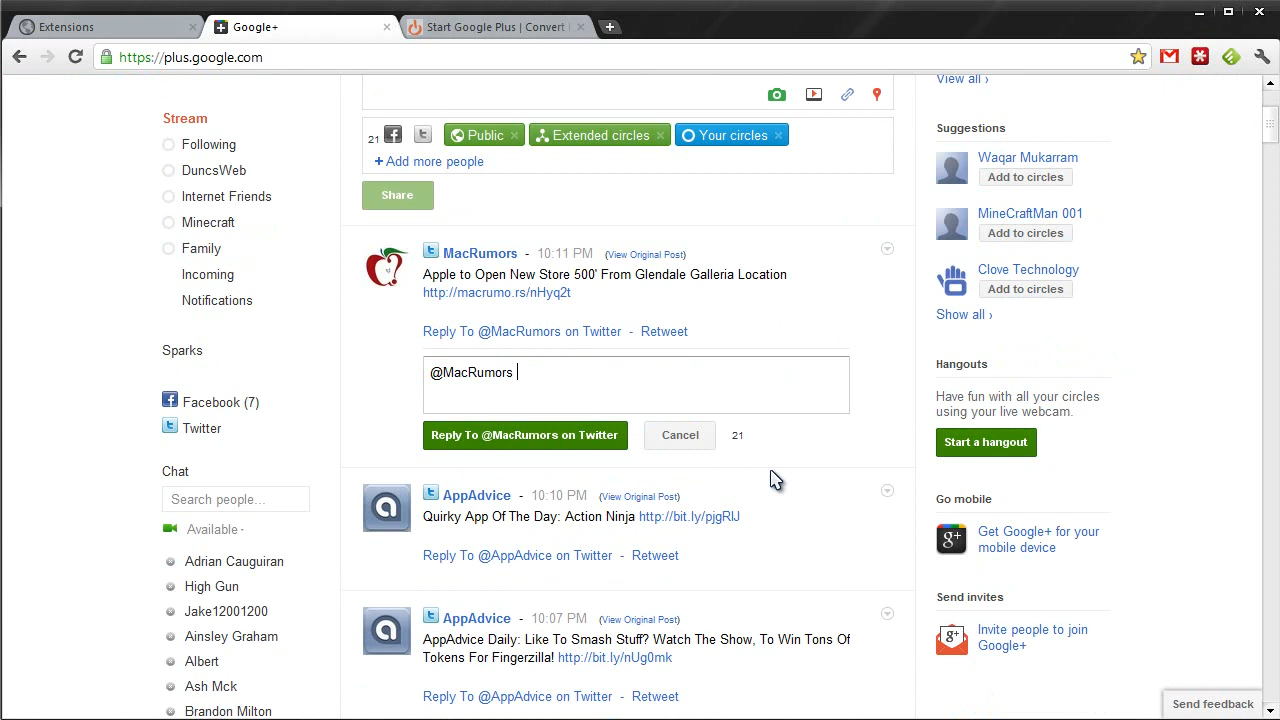 Extensions
Google+
Start Google Plus | Convert
https://plus.google.com
View all ›
Stream
Following
DuncsWeb
Internet Friends
Minecraft
Family
Incoming
Notifications
Sparks
Facebook (7)
Twitter
Chat
Search people...
Available
Adrian Cauguiran
High Gun
Jake12001200
Ainsley Graham
Albert
Ash Mck
Brandon Milton
21 Public × Extended circles × Your circles ×
+ Add more people
Share
MacRumors - 10:11 PM (View Original Post)
Apple to Open New Store 500' From Glendale Galleria Location
http://macrumo.rs/nHyq2t
Reply To @MacRumors on Twitter - Retweet
@MacRumors
Reply To @MacRumors on Twitter Cancel 21
AppAdvice - 10:10 PM (View Original Post)
Quirky App Of The Day: Action Ninja http://bit.ly/pjgRlJ
Reply To @AppAdvice on Twitter - Retweet
AppAdvice - 10:07 PM (View Original Post)
AppAdvice Daily: Like To Smash Stuff? Watch The Show, To Win Tons Of
Tokens For Fingerzilla! http://bit.ly/nUg0mk
Reply To @AppAdvice on Twitter - Retweet
Suggestions
Waqar Mukarram
Add to circles
MineCraftMan 001
Add to circles
Clove Technology
Add to circles
Show all ›
Hangouts
Have fun with all your circles
using your live webcam.
Start a hangout
Go mobile
Get Google+ for your
mobile device
Send invites
Invite people to join
Google+
Send feedback